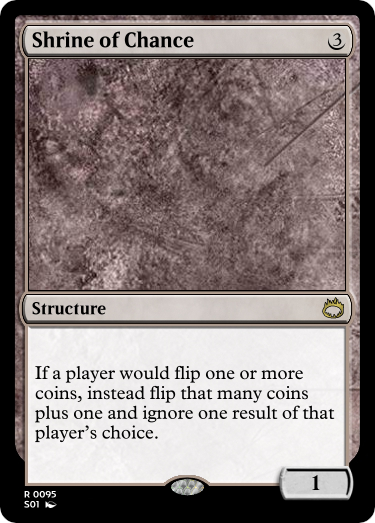 Shrine of Chance 3
Structure
If a player would flip one or more
coins, instead flip that many coins
plus one and ignore one result of that
player's choice.
1
R 0095
S01